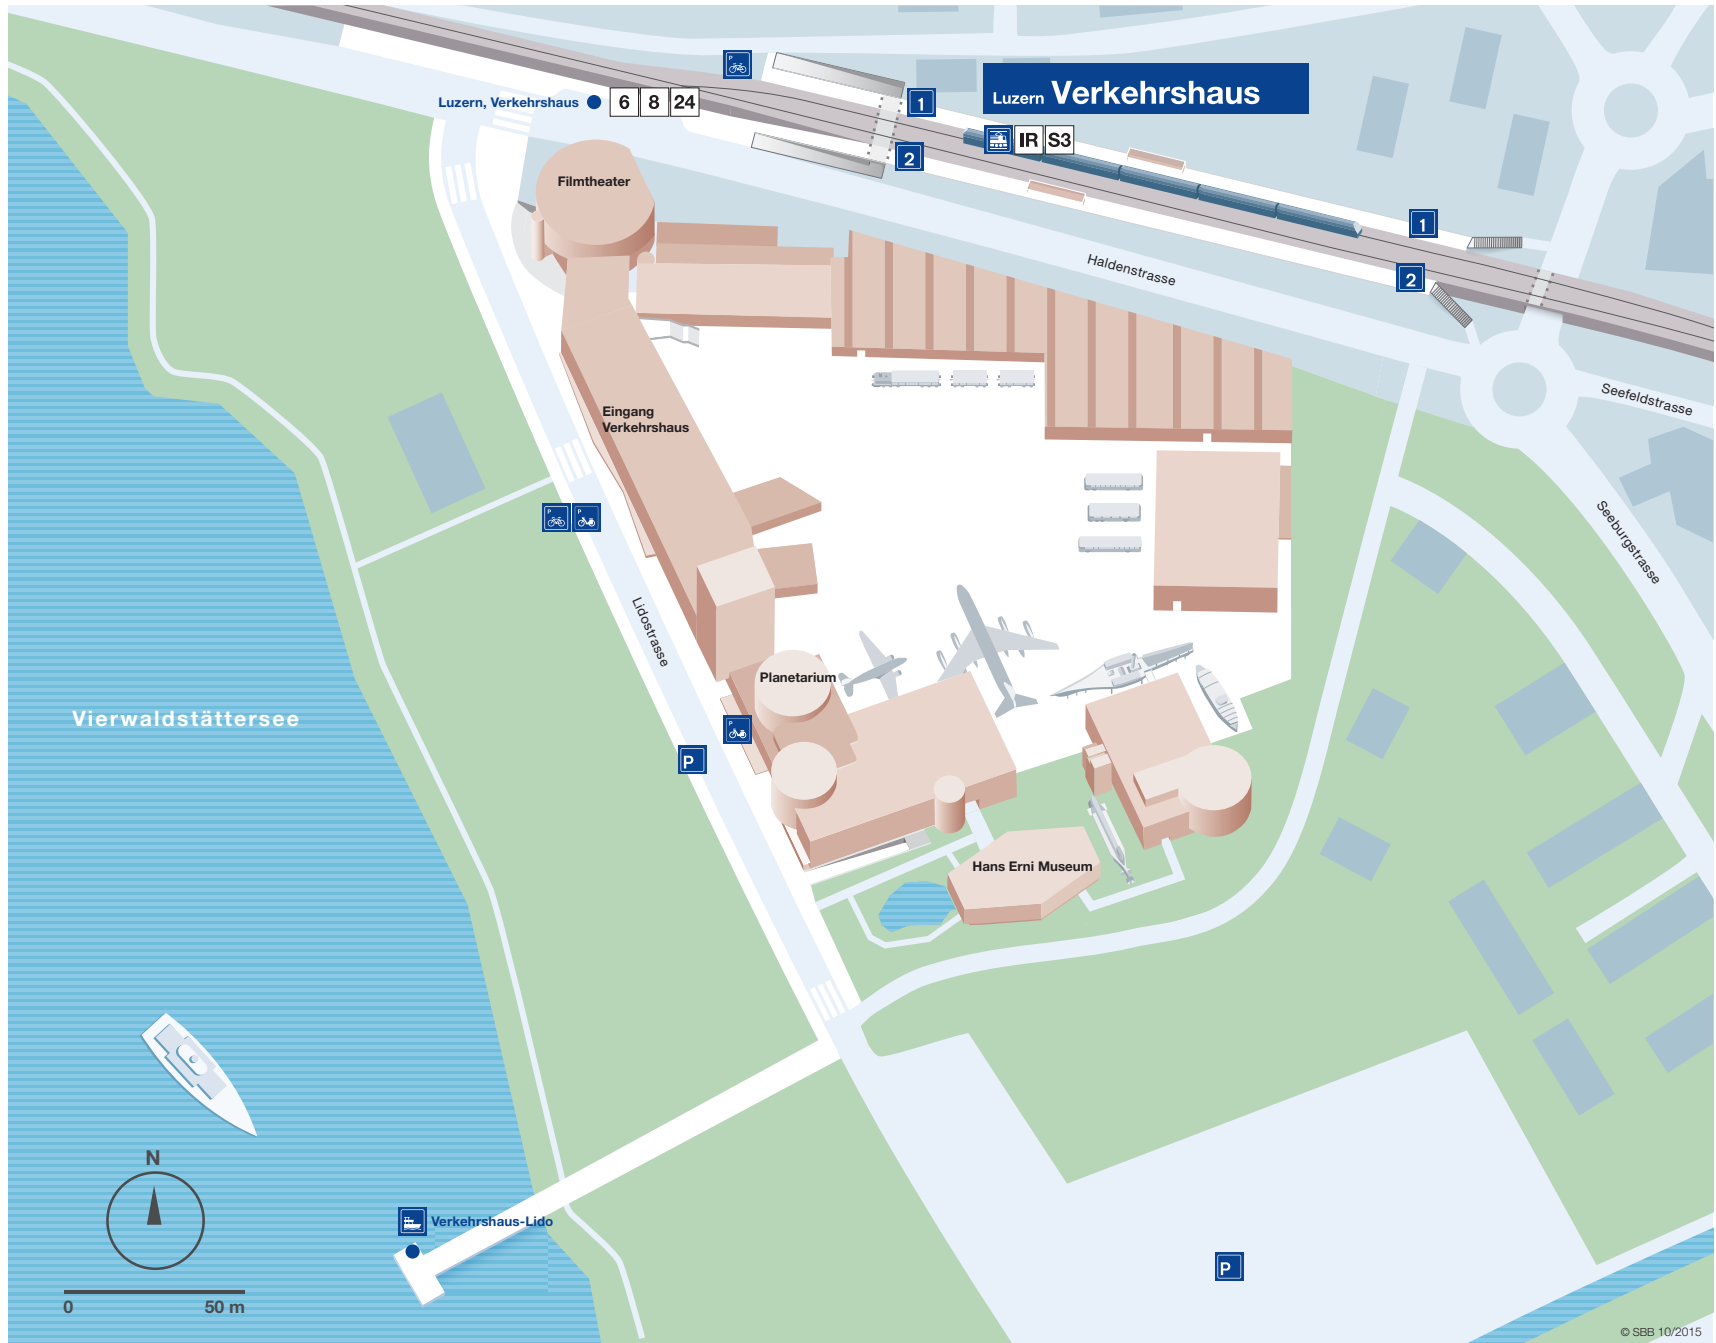 P
Luzern, Verkehrshaus
6 8 24
1
2
Luzern Verkehrshaus
IR S3
Filmtheater
Haldenstrasse
1
2
Seefeldstrasse
Eingang
Verkehrshaus
P P
Seeburgstrasse
Lidostrasse
Planetarium
Vierwaldstättersee
P
P
Hans Erni Museum
N
Verkehrshaus-Lido
P
0 50 m
© SBB 10/2015